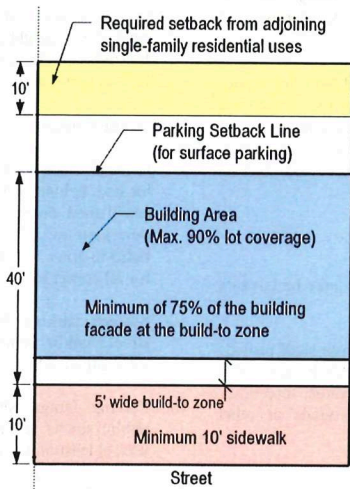 Required setback from adjoining
single-family residential uses
10'
Parking Setback Line
(for surface parking)
Building Area
(Max. 90% lot coverage)
40'
Minimum of 75% of the building
facade at the build-to zone
5' wide build-to zone
10'
Minimum 10' sidewalk
Street